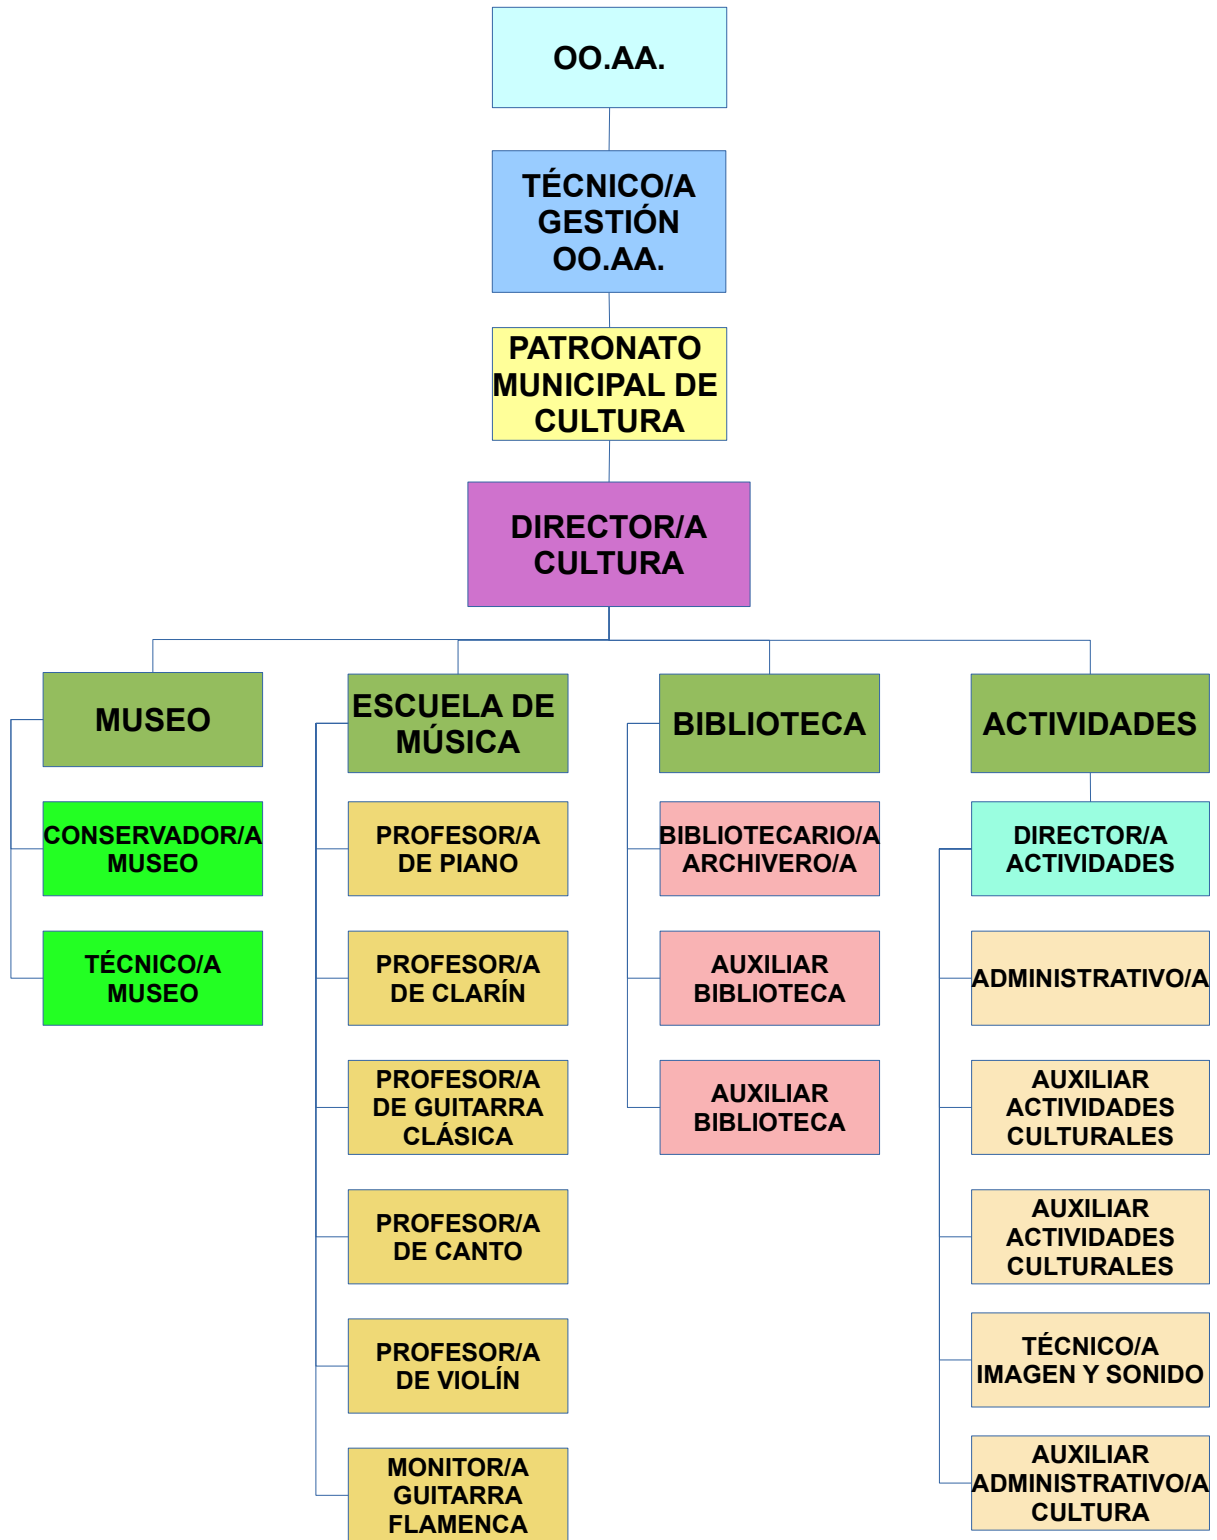 OO.AA.
TÉCNICO/A
GESTIÓN
OO.AA.
PATRONATO
MUNICIPAL DE
CULTURA
DIRECTOR/A
CULTURA
MUSEO
CONSERVADOR/A
MUSEO
TÉCNICO/A
MUSEO
ESCUELA DE
MÚSICA
PROFESOR/A
DE PIANO
PROFESOR/A
DE CLARÍN
PROFESOR/A
DE GUITARRA
CLÁSICA
PROFESOR/A
DE CANTO
PROFESOR/A
DE VIOLÍN
MONITOR/A
GUITARRA
FLAMENCA
BIBLIOTECA
BIBLIOTECARIO/A
ARCHIVERO/A
AUXILIAR
BIBLIOTECA
AUXILIAR
BIBLIOTECA
ACTIVIDADES
DIRECTOR/A
ACTIVIDADES
ADMINISTRATIVO/A
AUXILIAR
ACTIVIDADES
CULTURALES
AUXILIAR
ACTIVIDADES
CULTURALES
TÉCNICO/A
IMAGEN Y SONIDO
AUXILIAR
ADMINISTRATIVO/A
CULTURA